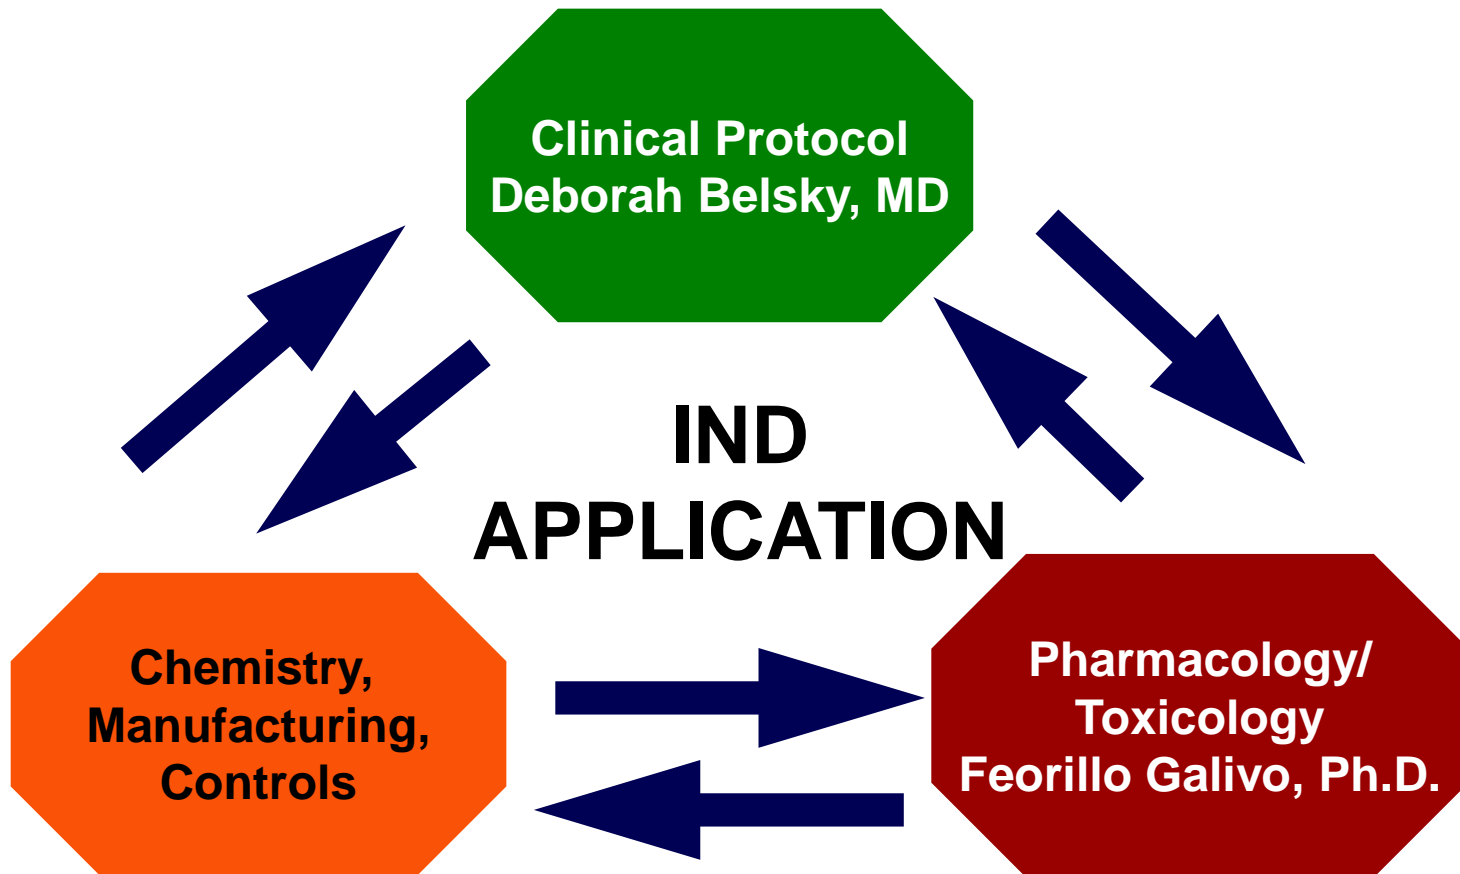 Clinical Protocol
Deborah Belsky, MD
IND
APPLICATION
Chemistry,
Manufacturing,
Controls
Pharmacology/
Toxicology
Feorillo Galivo, Ph.D.